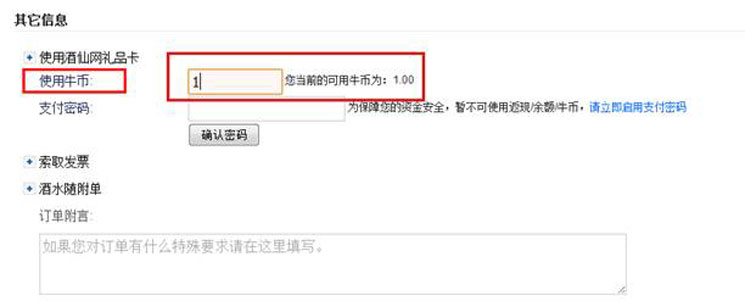 其它信息
使用酒仙网礼品卡
使用牛币: 1 您当前的可用牛币为: 1.00
支付密码: 为保障您的资金安全，暂不可使用返现/余额/牛币，请立即启用支付密码
确认密码
索取发票
酒水随附单
订单附言:
如果您对订单有什么特殊要求请在这里填写。